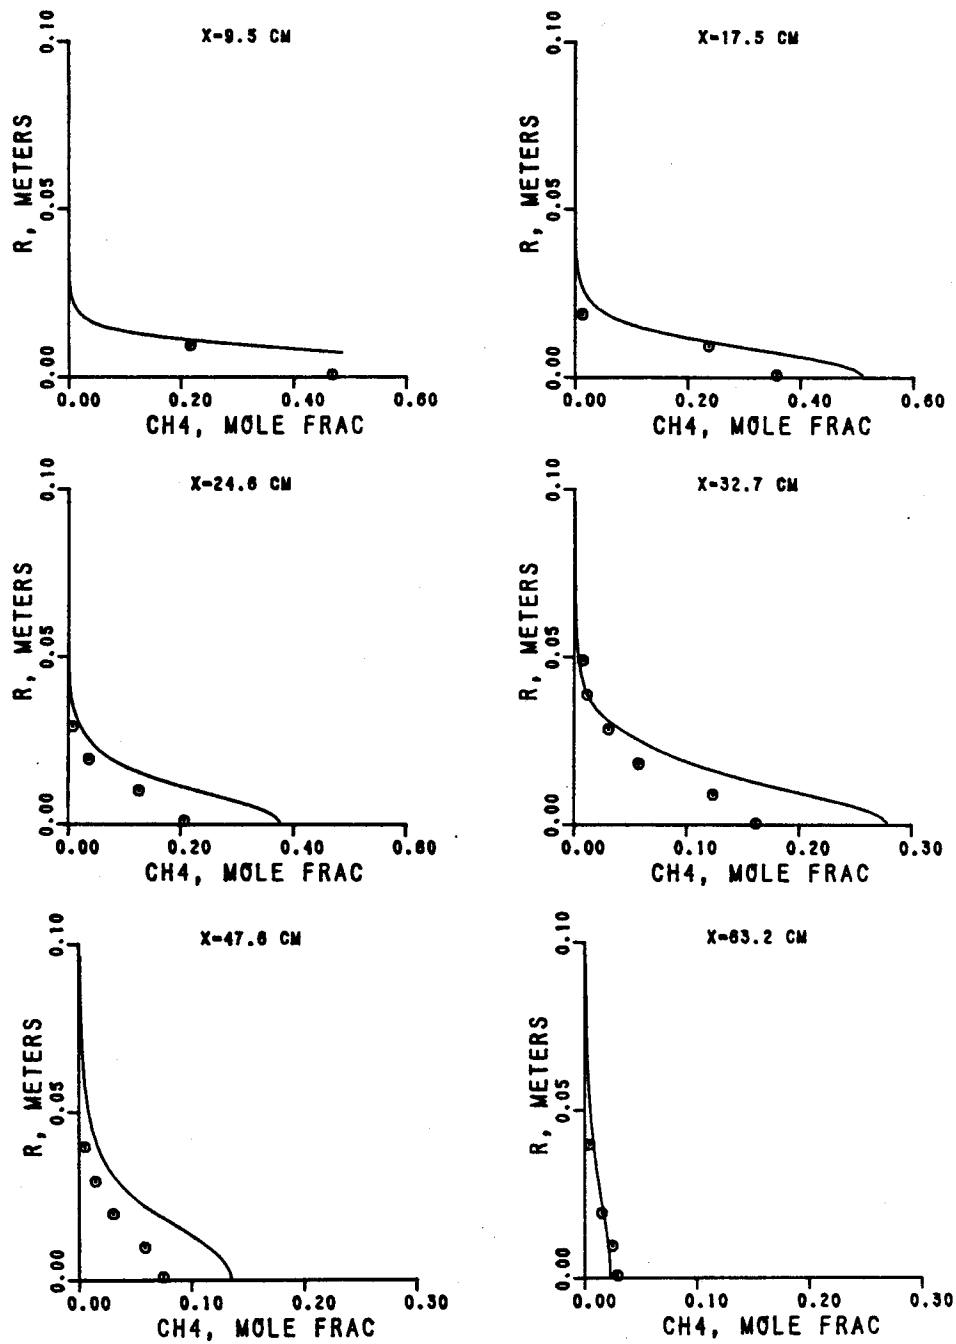 X=9.5 CM
0.10
0.05
0.00
R, METERS
0.00 0.20 0.40 0.60
CH4, MOLE FRAC
X=17.5 CM
0.10
0.05
0.00
R, METERS
0.00 0.20 0.40 0.60
CH4, MOLE FRAC
X=24.6 CM
0.10
0.05
0.00
R, METERS
0.00 0.20 0.40 0.60
CH4, MOLE FRAC
X=32.7 CM
0.10
0.05
0.00
R, METERS
0.00 0.10 0.20 0.30
CH4, MOLE FRAC
X=47.6 CM
0.10
0.05
0.00
R, METERS
0.00 0.10 0.20 0.30
CH4, MOLE FRAC
X=63.2 CM
0.10
0.05
0.00
R, METERS
0.00 0.10 0.20 0.30
CH4, MOLE FRAC